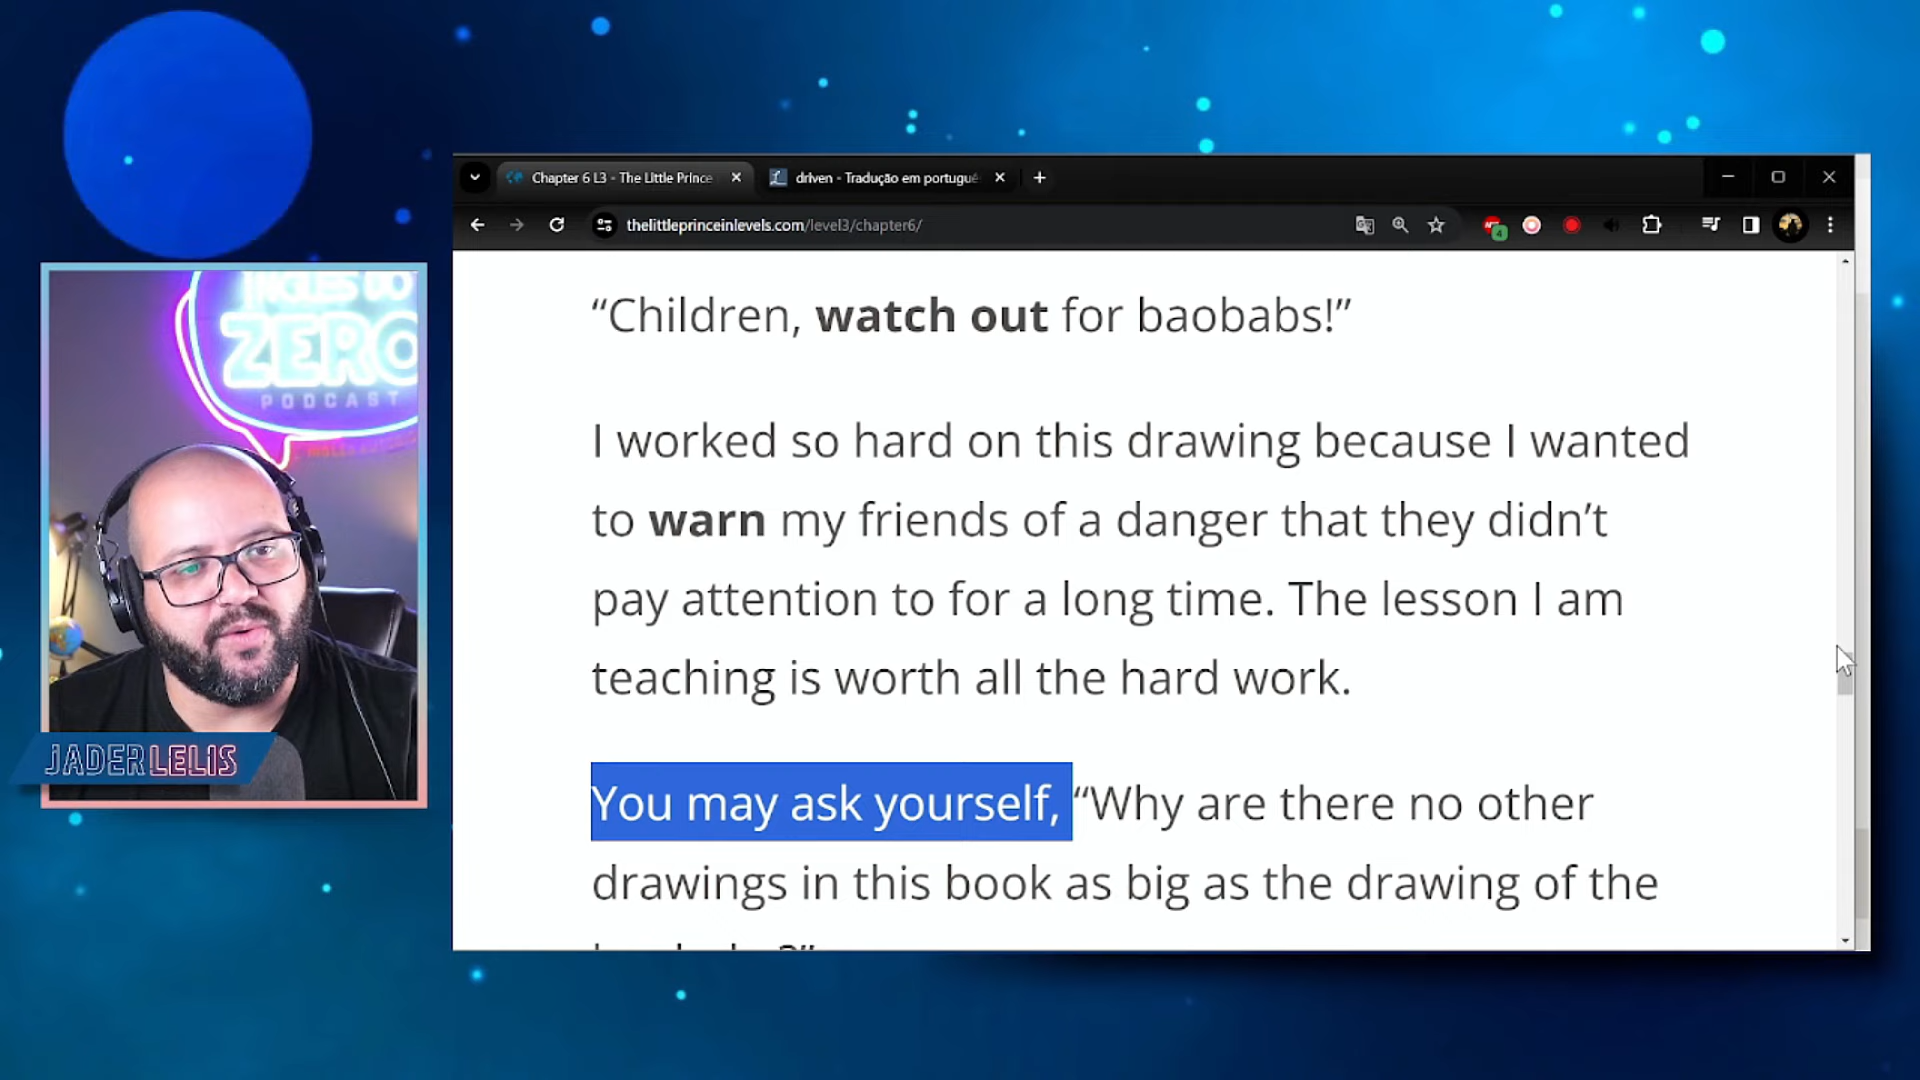 Chapter 6 L3 - The Little Prince
driven - Tradução em portugu
thelittleprinceinlevels.com/level3/chapter6/
4
“Children, watch out for baobabs!”
I worked so hard on this drawing because I wanted
to warn my friends of a danger that they didn’t
pay attention to for a long time. The lesson I am
teaching is worth all the hard work.
You may ask yourself, “Why are there no other
drawings in this book as big as the drawing of the
ZERO
PODCAST
JADERLELIS